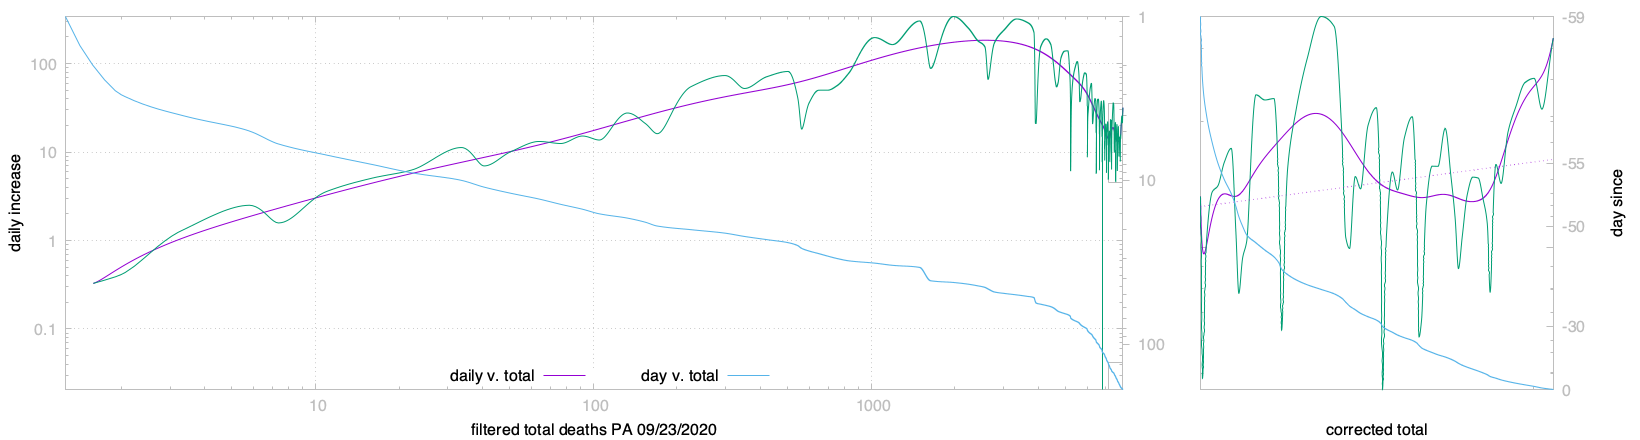 daily increase
100
10
1
0.1
10
100
1000
1
10
100
daily v. total
day v. total
filtered total deaths PA 09/23/2020
-59
-55
-50
-30
0
day since
corrected total